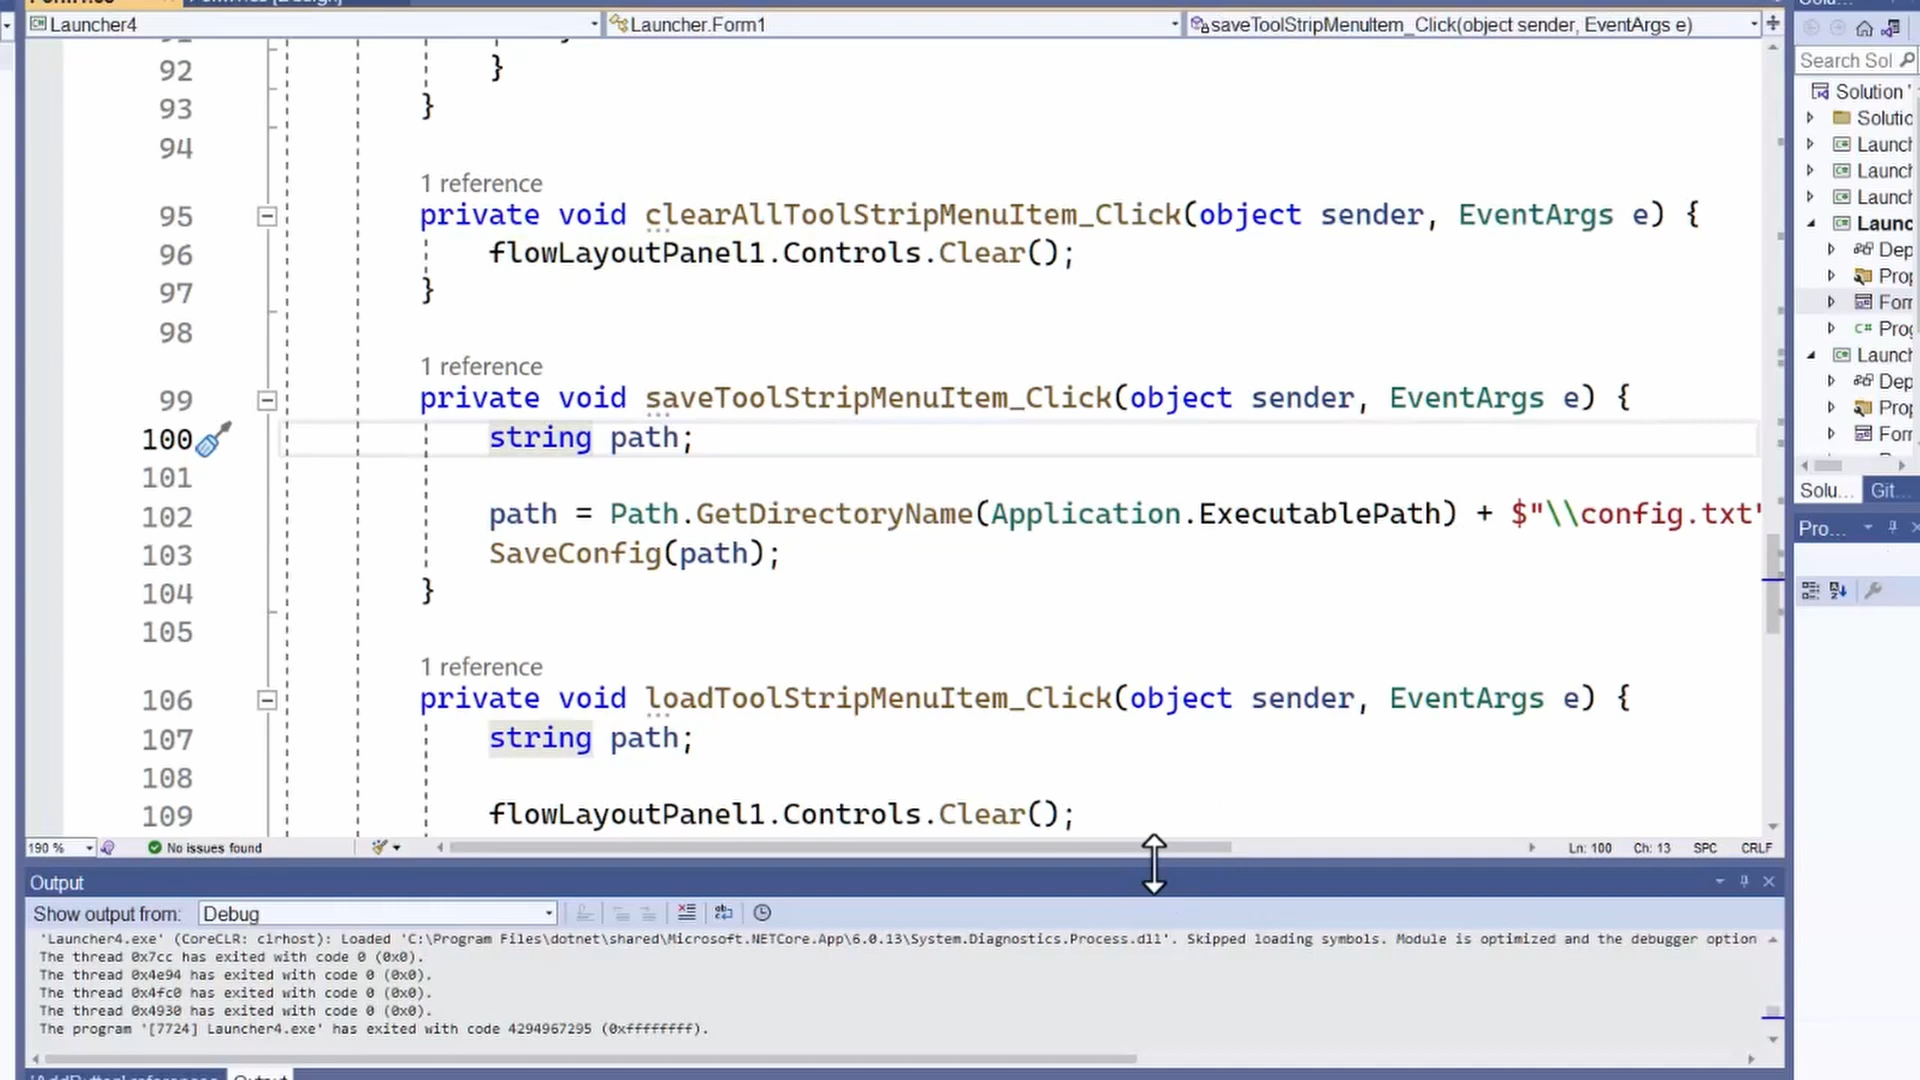 Launcher4
Launcher.Form1
saveToolStripMenuItem_Click(object sender, EventArgs e)
92 }
93 }
94
1 reference
95 private void clearAllToolStripMenuItem_Click(object sender, EventArgs e) {
96 flowLayoutPanel1.Controls.Clear();
97 }
98
1 reference
99 private void saveToolStripMenuItem_Click(object sender, EventArgs e) {
100 string path;
101
102 path = Path.GetDirectoryName(Application.ExecutablePath) + $"\\config.txt"
103 SaveConfig(path);
104 }
105
1 reference
106 private void loadToolStripMenuItem_Click(object sender, EventArgs e) {
107 string path;
108
109 flowLayoutPanel1.Controls.Clear();
190 %
No issues found
Ln: 100 Ch: 13 SPC CRLF
Output
Show output from: Debug
'Launcher4.exe' (CoreCLR: clrhost): Loaded 'C:\Program Files\dotnet\shared\Microsoft.NETCore.App\6.0.13\System.Diagnostics.Process.dll'. Skipped loading symbols. Module is optimized and the debugger option
The thread 0x7cc has exited with code 0 (0x0).
The thread 0x4e94 has exited with code 0 (0x0).
The thread 0x4fc0 has exited with code 0 (0x0).
The thread 0x4930 has exited with code 0 (0x0).
The program '[7724] Launcher4.exe' has exited with code 4294967295 (0xffffffff).
Output
Search Sol
Solution '
Solutic
Launch
Launch
Launch
Launc
Dep
Prop
Forr
C# Prog
Launch
Dep
Prop
Forr
Solu... Git...
Pro...